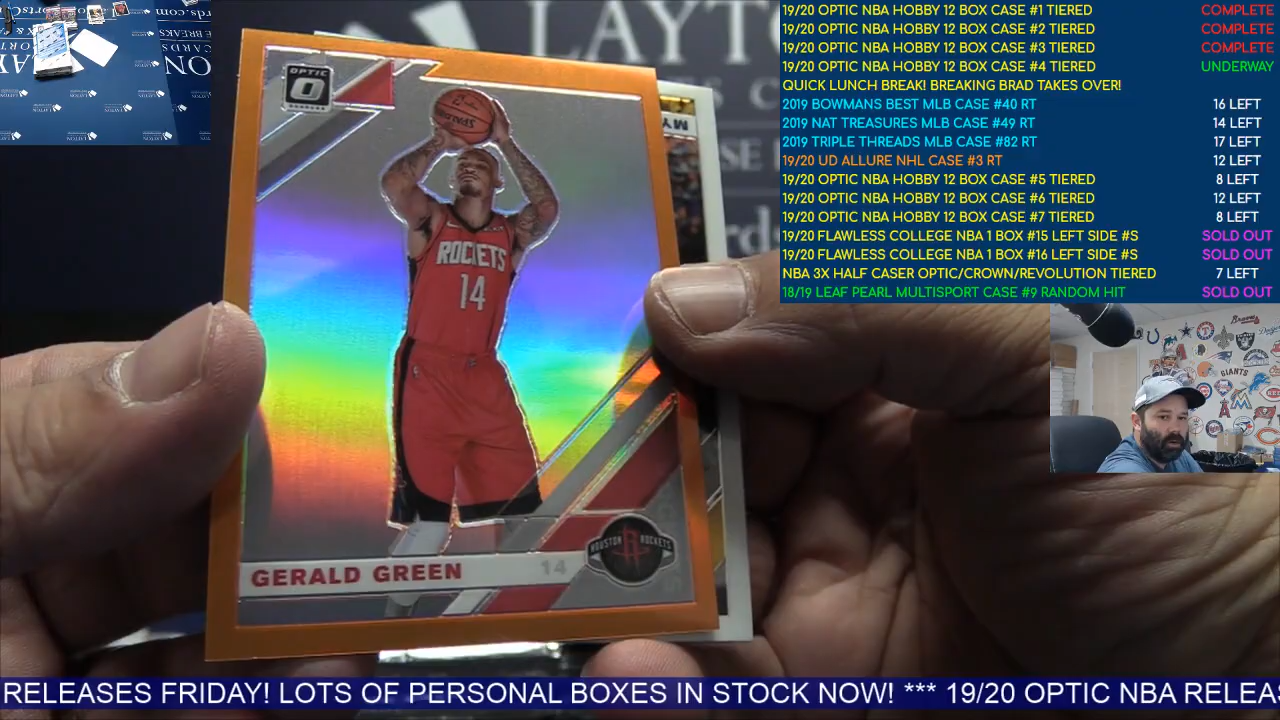 19/20 OPTIC NBA HOBBY 12 BOX CASE #1 TIERED COMPLETE
19/20 OPTIC NBA HOBBY 12 BOX CASE #2 TIERED COMPLETE
19/20 OPTIC NBA HOBBY 12 BOX CASE #3 TIERED COMPLETE
19/20 OPTIC NBA HOBBY 12 BOX CASE #4 TIERED UNDERWAY
QUICK LUNCH BREAK! BREAKING BRAD TAKES OVER!
2019 BOWMANS BEST MLB CASE #40 RT 16 LEFT
2019 NAT TREASURES MLB CASE #49 RT 14 LEFT
2019 TRIPLE THREADS MLB CASE #82 RT 17 LEFT
19/20 UD ALLURE NHL CASE #3 RT 12 LEFT
19/20 OPTIC NBA HOBBY 12 BOX CASE #5 TIERED 8 LEFT
19/20 OPTIC NBA HOBBY 12 BOX CASE #6 TIERED 12 LEFT
19/20 OPTIC NBA HOBBY 12 BOX CASE #7 TIERED 8 LEFT
19/20 FLAWLESS COLLEGE NBA 1 BOX #15 LEFT SIDE #S SOLD OUT
19/20 FLAWLESS COLLEGE NBA 1 BOX #16 LEFT SIDE #S SOLD OUT
NBA 3X HALF CASER OPTIC/CROWN/REVOLUTION TIERED 7 LEFT
18/19 LEAF PEARL MULTISPORT CASE #9 RANDOM HIT SOLD OUT
LAYTON
OPTIC
SPALDING
ROCKETS
14
GERALD GREEN 14
HOUSTON ROCKETS
GIANTS
RELEASES FRIDAY! LOTS OF PERSONAL BOXES IN STOCK NOW! *** 19/20 OPTIC NBA RELEAS